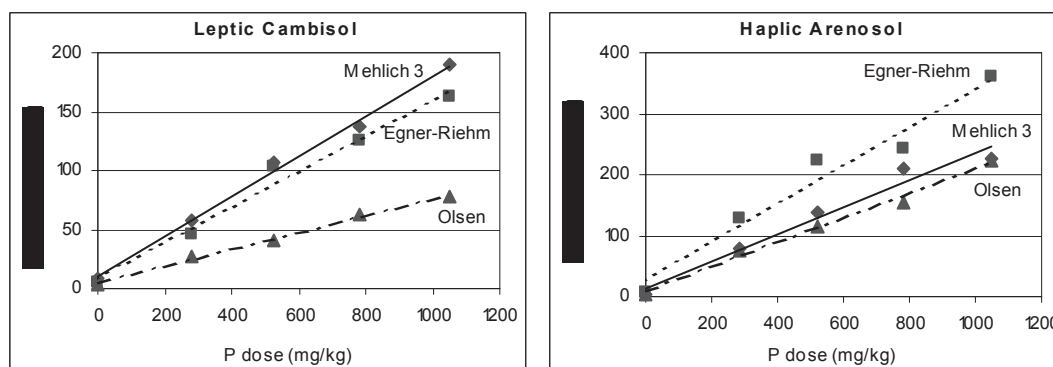 Leptic Cambisol
200
150
100
50
0
Mehlich 3
Egner-Riehm
Olsen
0 200 400 600 800 1000 1200
P dose (mg/kg)
Haplic Arenosol
400
300
200
100
0
Egner-Riehm
Mehlich 3
Olsen
0 200 400 600 800 1000 1200
P dose (mg/kg)